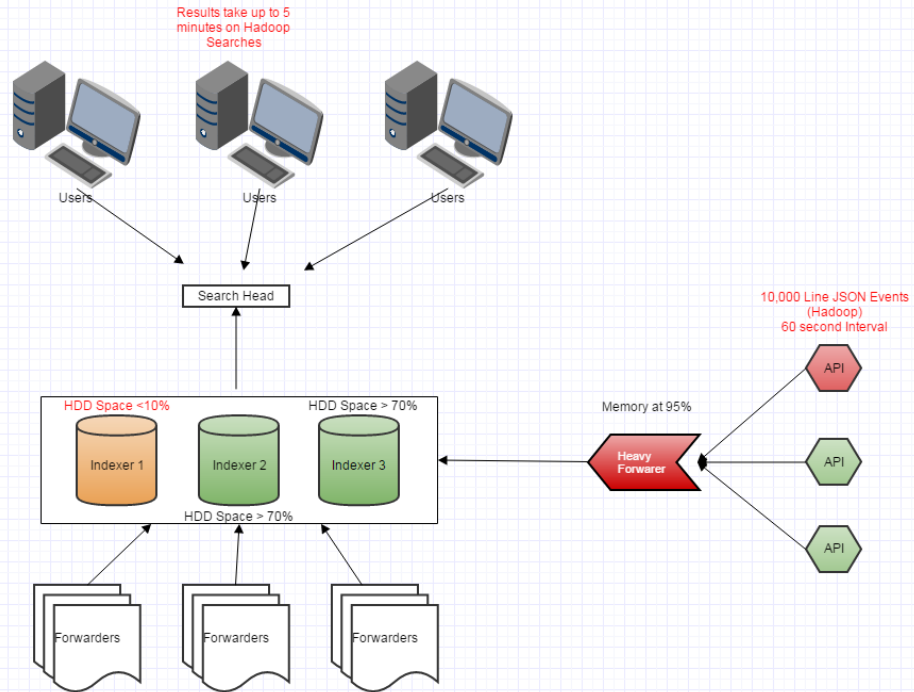 Results take up to 5
minutes on Hadoop
Searches
Users
Users
Users
Search Head
10,000 Line JSON Events
(Hadoop)
60 second Interval
API
HDD Space <10%
HDD Space > 70%
Memory at 95%
Indexer 1
Indexer 2
Indexer 3
Heavy
Forwarer
API
HDD Space > 70%
API
Forwarders
Forwarders
Forwarders